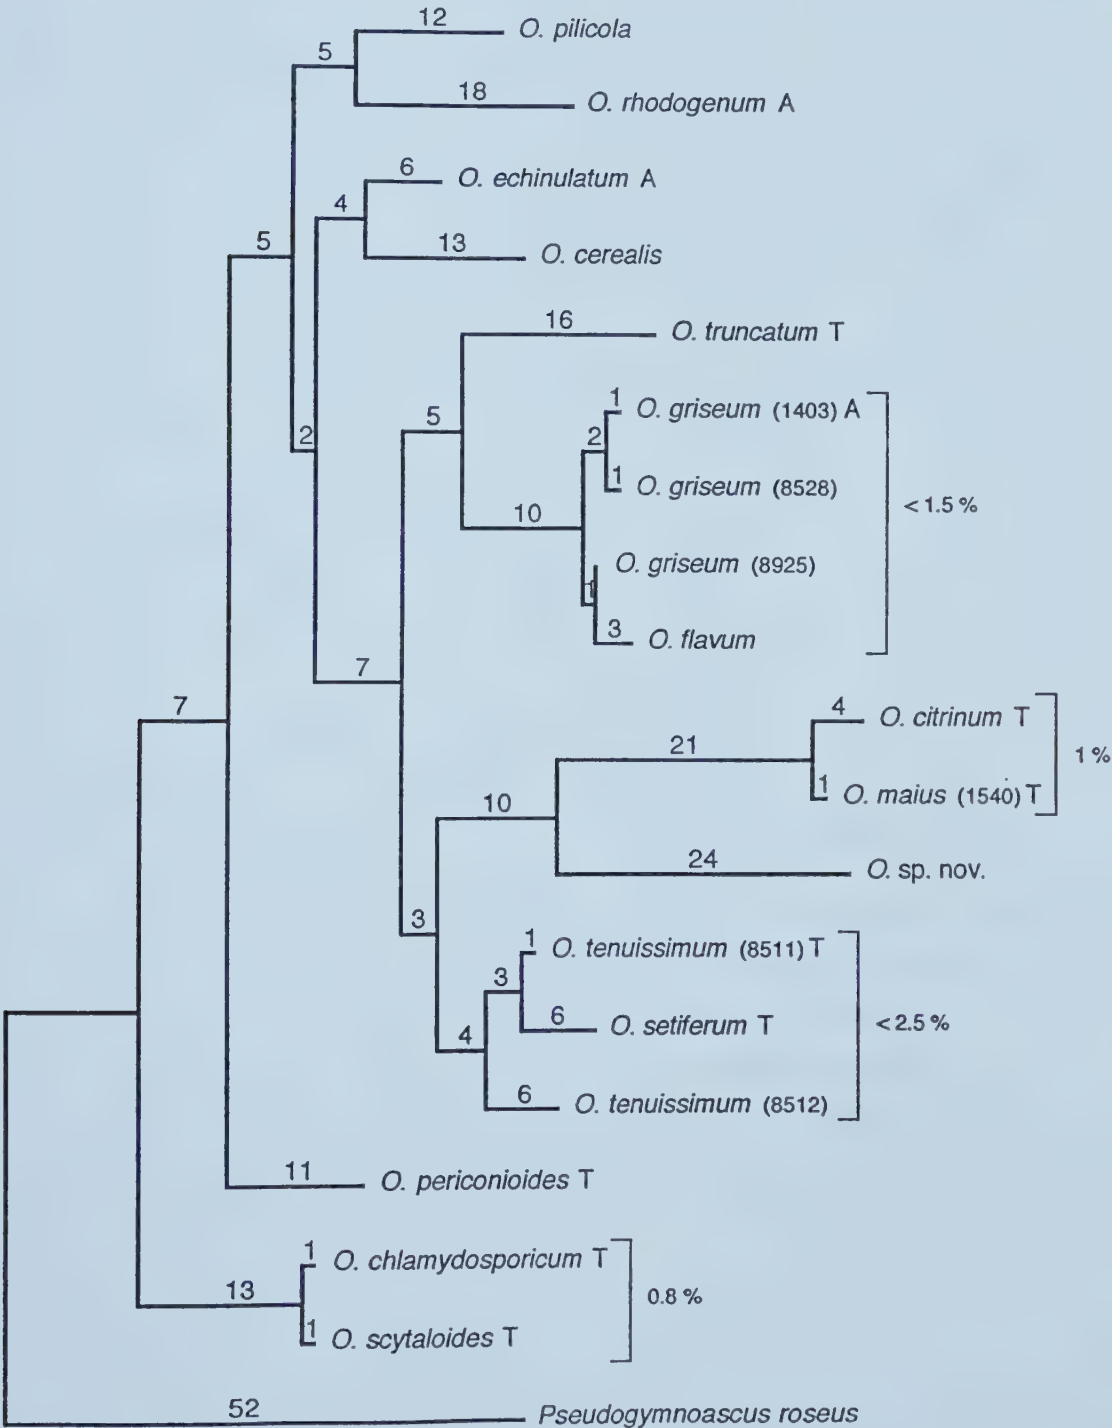 12
O. pilicola
5
18
O. rhodogenum A
6
O. echinulatum A
4
13
O. cerealis
5
16
O. truncatum T
1
O. griseum (1403) A
5
2
2
1
O. griseum (8528)
< 1.5 %
10
O. griseum (8925)
3
O. flavum
7
7
4
O. citrinum T
21
1 %
1
O. maius (1540) T
10
24
O. sp. nov.
3
1
O. tenuissimum (8511) T
3
6
O. setiferum T
< 2.5 %
4
6
O. tenuissimum (8512)
11
O. periconioides T
1
O. chlamydosporicum T
13
0.8 %
1
O. scytaloides T
52
Pseudogymnoascus roseus